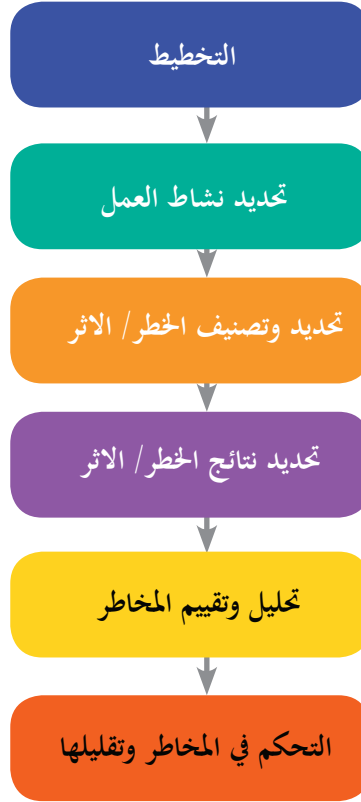 التخطيط
تحديد نشاط العمل
تحديد وتصنيف الخطر/ الاثر
تحديد نتائج الخطر/ الاثر
تحليل وتقييم المخاطر
التحكم في المخاطر وتقليلها